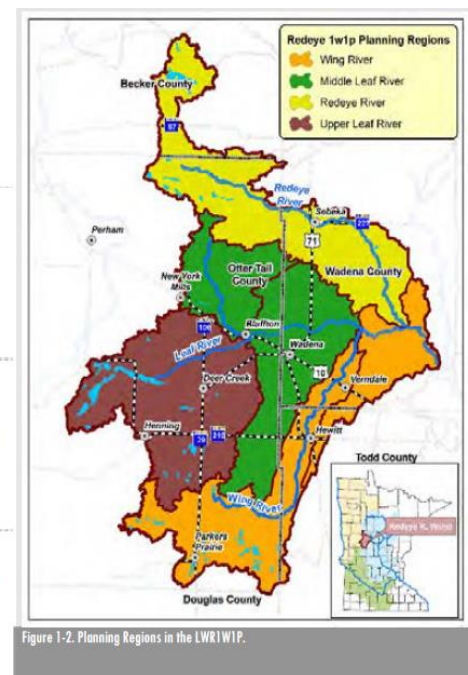 Redeye 1w1p Planning Regions
Wing River
Middle Leaf River
Redeye River
Upper Leaf River
Becker County
87
Redeye
River
Sebeka
227
71
Perham
Wadena County
Otter Tail
County
New York
Mills
Bluffton
106
Leaf River
Wadena
10
Deer Creek
Verndale
Henning
29
210
Hewitt
Todd County
Wing River
Parkers
Prairie
Douglas County
Figure 1-2. Planning Regions in the LWR1W1P.